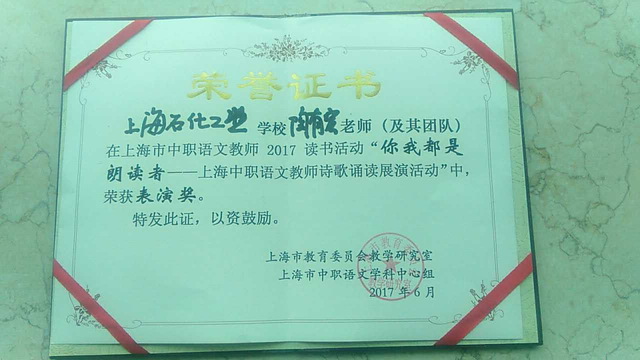 荣誉证书
上海石化工业 学校 陶有宏 老师（及其团队）
在上海市中职语文教师 2017 读书活动“你我都是
朗读者——上海中职语文教师诗歌诵读展演活动”中，
荣获表演奖。
特发此证，以资鼓励。
上海市教育委员会教学研究室
上海市中职语文学科中心组
2017 年 6 月